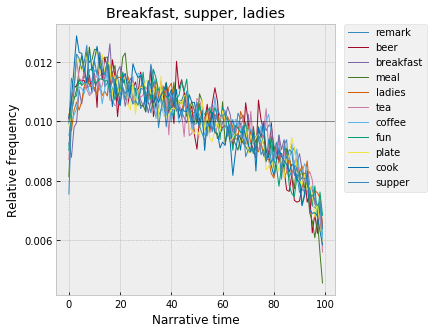 Breakfast, supper, ladies
Relative frequency
0.012
0.010
0.008
0.006
0
20
40
60
80
100
Narrative time
remark
beer
breakfast
meal
ladies
tea
coffee
fun
plate
cook
supper